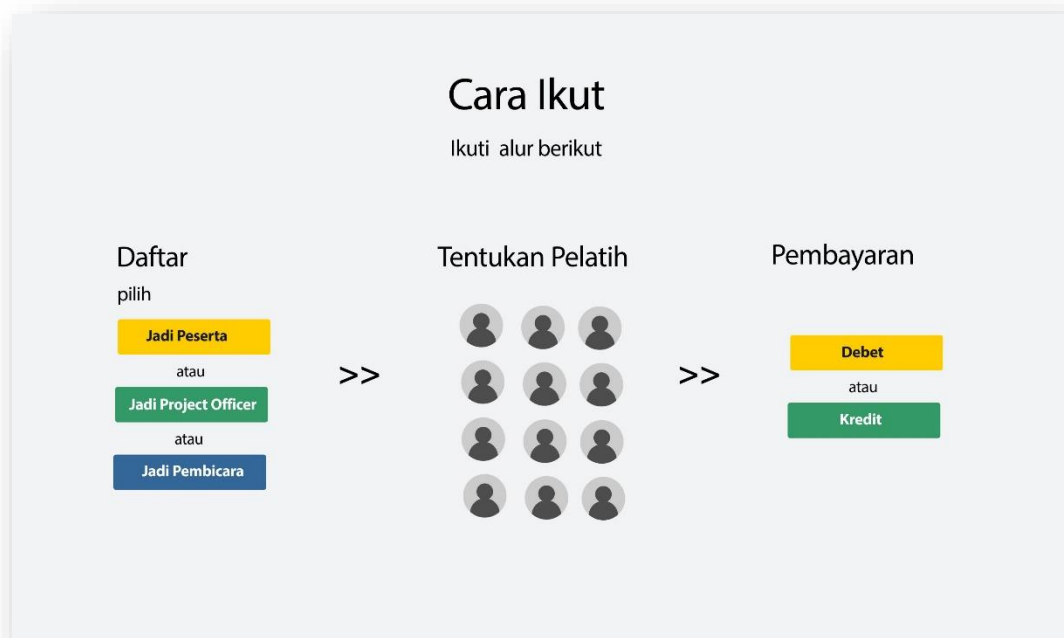 Cara Ikut
Ikuti alur berikut
Daftar
pilih
Jadi Peserta
atau
Jadi Project Officer
atau
Jadi Pembicara
>>
Tentukan Pelatih
>>
Pembayaran
Debet
atau
Kredit